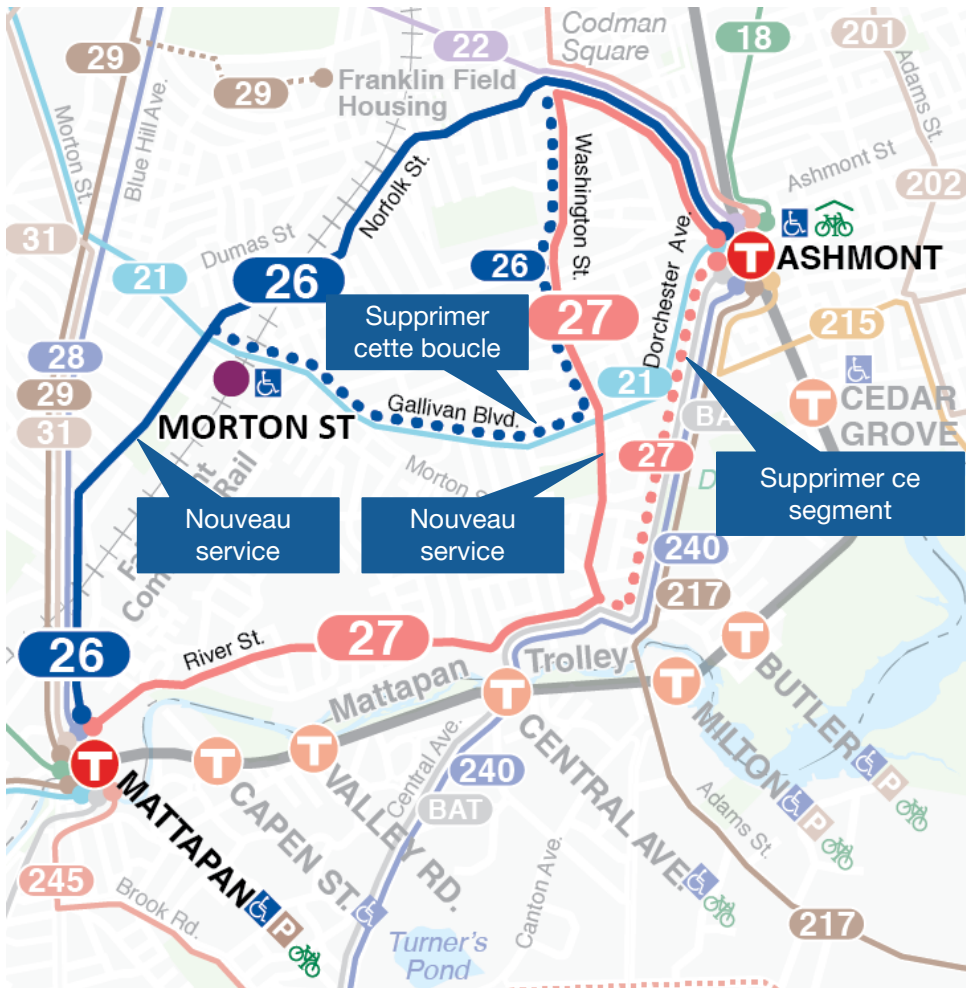 Codman
Square
22
18
201
29
Franklin Field
Housing
29
Adams St.
Morton St.
Blue Hill Ave.
Norfolk St.
Washington St.
Ashmont St
202
31
Dumas St
21
26
26
T ASHMONT
Dorchester Ave.
Supprimer
cette boucle
27
215
28
29
31
21
Gallivan Blvd.
MORTON ST
T CEDAR
GROVE
Morton S
27
Supprimer ce
segment
Nouveau
service
Nouveau
service
240
217
26
River St.
27
Mattapan
Trolley
T
T
T
T
T
T
BUTLER
P
MILTON
P
CENTRAL AVE.
VALLEY RD.
CAPEN ST.
MATTAPAN
P
Central Ave.
240
BAT
Adams St.
Canton Ave.
245
Brook Rd.
217
Turner's
Pond